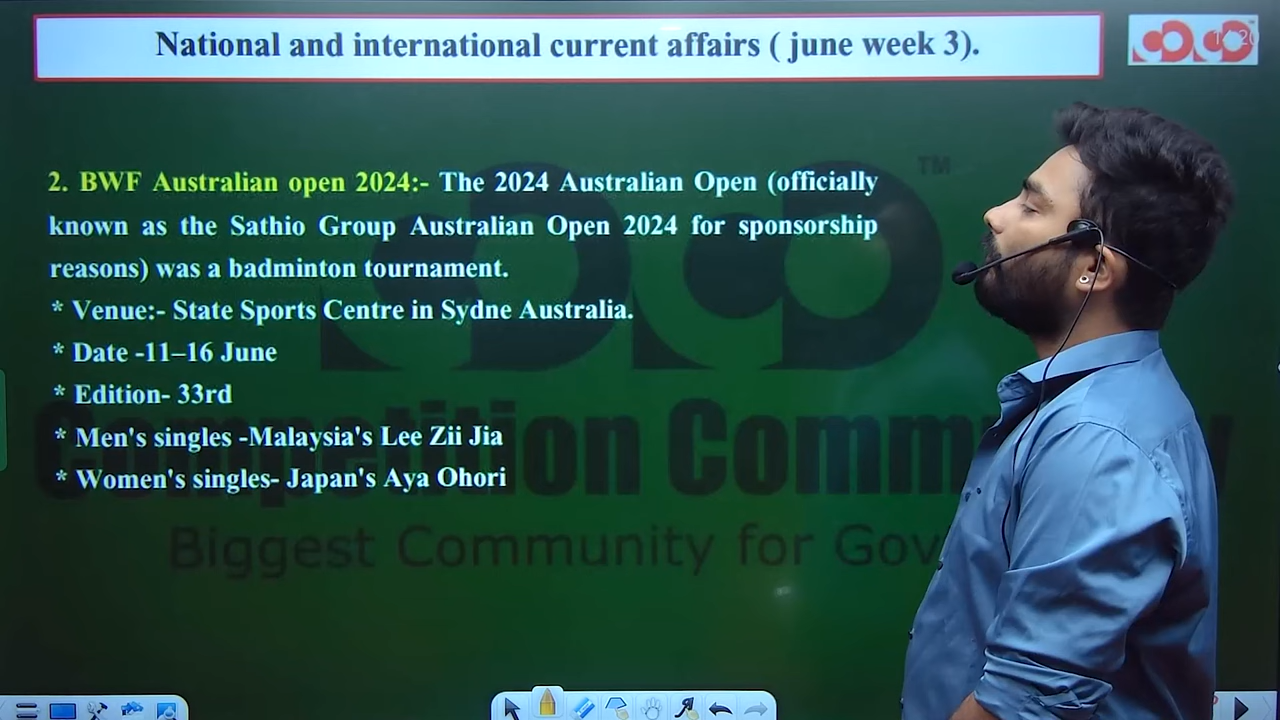 National and international current affairs ( june week 3).
2. BWF Australian open 2024:- The 2024 Australian Open (officially
known as the Sathio Group Australian Open 2024 for sponsorship
reasons) was a badminton tournament.
* Venue:- State Sports Centre in Sydne Australia.
* Date -11–16 June
* Edition- 33rd
* Men's singles -Malaysia's Lee Zii Jia
* Women's singles- Japan's Aya Ohori
TM
Competition Community
Biggest Community for Gov